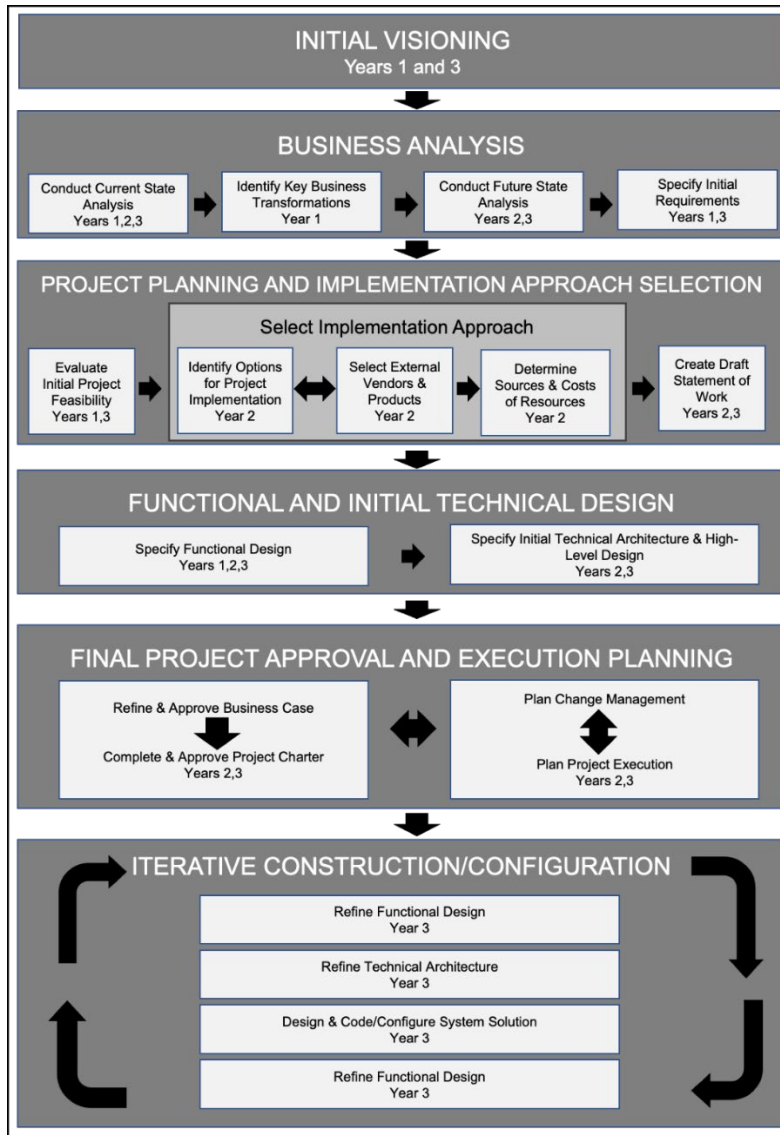 INITIAL VISIONING
Years 1 and 3
BUSINESS ANALYSIS
Conduct Current State
Analysis
Years 1,2,3
Identify Key Business
Transformations
Year 1
Conduct Future State
Analysis
Years 2,3
Specify Initial
Requirements
Years 1,3
PROJECT PLANNING AND IMPLEMENTATION APPROACH SELECTION
Select Implementation Approach
Evaluate
Initial Project
Feasibility
Years 1,3
Identify Options
for Project
Implementation
Year 2
Select External
Vendors &
Products
Year 2
Determine
Sources & Costs
of Resources
Year 2
Create Draft
Statement of
Work
Years 2,3
FUNCTIONAL AND INITIAL TECHNICAL DESIGN
Specify Functional Design
Years 1,2,3
Specify Initial Technical Architecture & High-
Level Design
Years 2,3
FINAL PROJECT APPROVAL AND EXECUTION PLANNING
Refine & Approve Business Case
Complete & Approve Project Charter
Years 2,3
Plan Change Management
Plan Project Execution
Years 2,3
ITERATIVE CONSTRUCTION/CONFIGURATION
Refine Functional Design
Year 3
Refine Technical Architecture
Year 3
Design & Code/Configure System Solution
Year 3
Refine Functional Design
Year 3